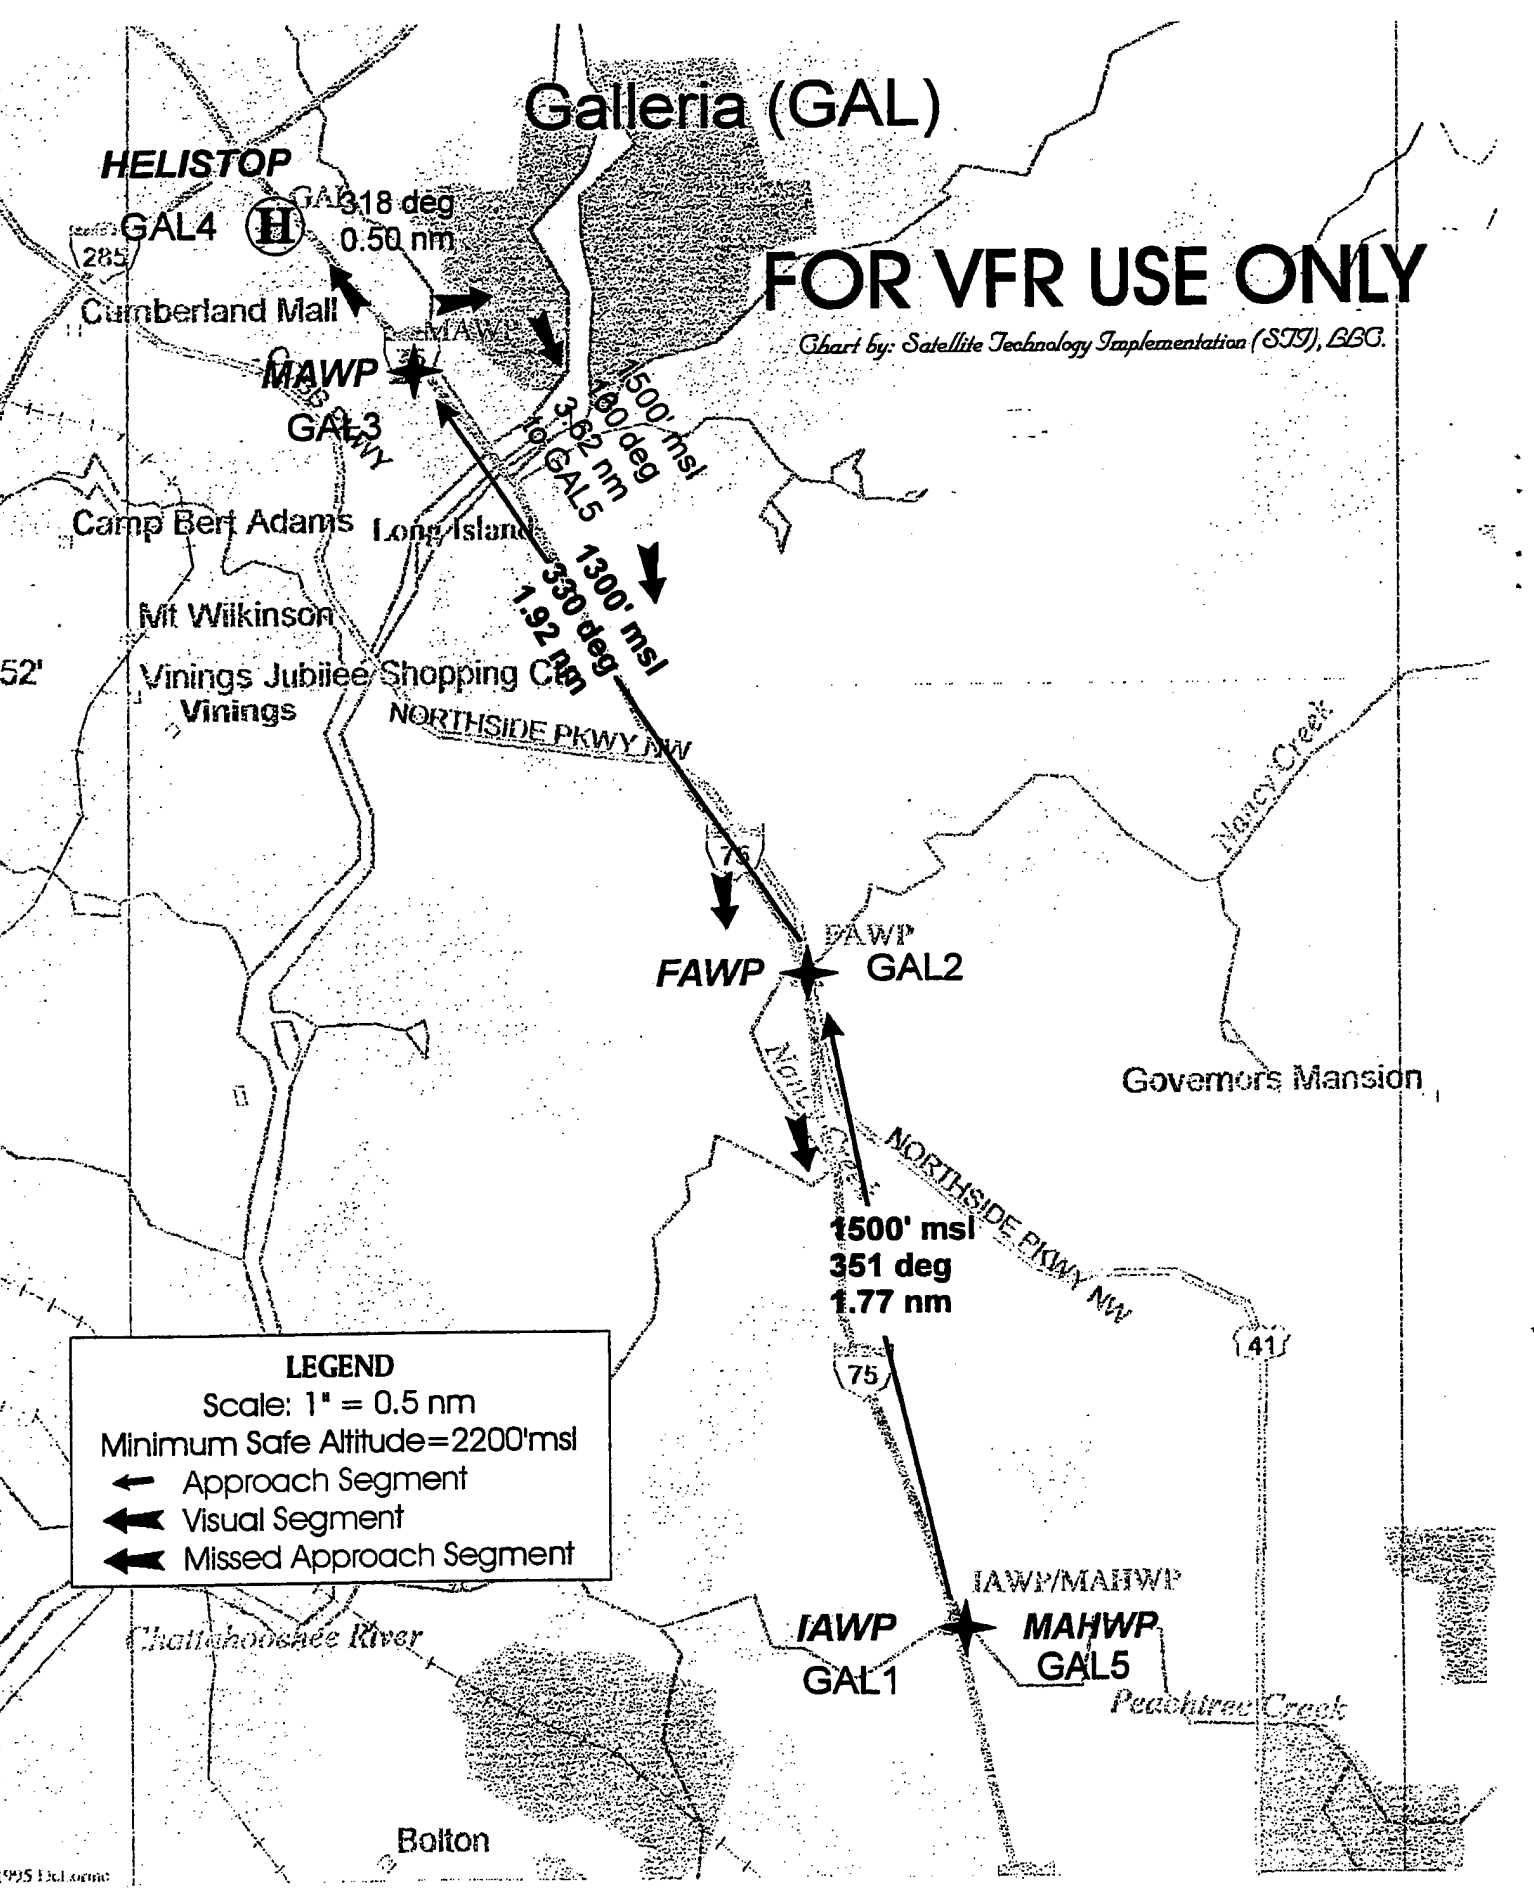 Galleria (GAL)
HELISTOP
GAL4
H
318 deg
0.50 nm
285
FOR VFR USE ONLY
Chart by: Satellite Technology Implementation (STI), LLC.
Cumberland Mall
MAWP
MAWP
GAL3
1500' msl
160 deg
3.62 nm
to GAL5
Camp Bert Adams
Long Island
1300' msl
330 deg
1.92 nm
Mt Wilkinson
52'
Vinings Jubilee Shopping Ctr
Vinings
NORTHSIDE PKWY NW
Nancy Creek
FAWP
FAWP
GAL2
Governors Mansion
NORTHSIDE PKWY NW
1500' msl
351 deg
1.77 nm
41
75
LEGEND
Scale: 1" = 0.5 nm
Minimum Safe Altitude=2200'msl
Approach Segment
Visual Segment
Missed Approach Segment
IAWP/MAHWP
IAWP
MAHWP
GAL1
GAL5
Chattahoochee River
Peachtree Creek
Bolton
1995 DeLorme